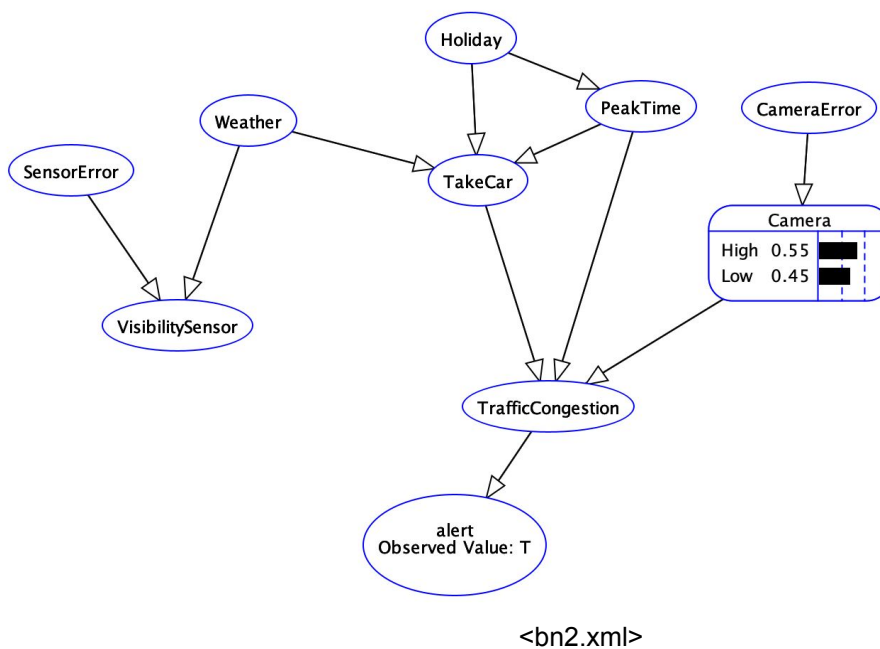 Holiday
PeakTime
CameraError
Weather
SensorError
TakeCar
Camera
High 0.55
Low 0.45
VisibilitySensor
TrafficCongestion
alert
Observed Value: T
<bn2.xml>